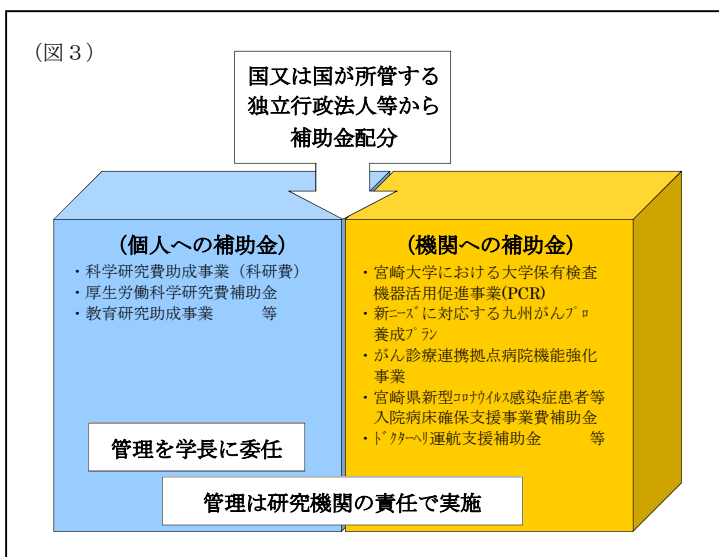 (図3)
国又は国が所管する
独立行政法人等から
補助金配分
(個人への補助金)
・科学研究費助成事業(科研費)
・厚生労働科学研究費補助金
・教育研究助成事業 等
管理を学長に委任
(機関への補助金)
・宮崎大学における大学保有検査
機器活用促進事業(PCR)
・新ニーズに対応する九州がんプロ
養成プラン
・がん診療連携拠点病院機能強化
事業
・宮崎県新型コロナウイルス感染症患者等
入院病床確保支援事業費補助金
・ドクターヘリ運航支援補助金 等
管理は研究機関の責任で実施